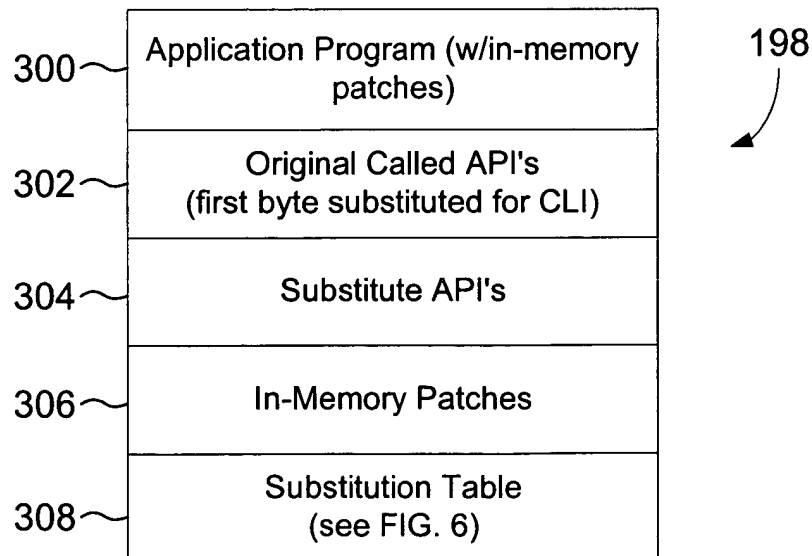 300
Application Program (w/in-memory
patches)
198
302
Original Called API's
(first byte substituted for CLI)
304
Substitute API's
306
In-Memory Patches
308
Substitution Table
(see FIG. 6)